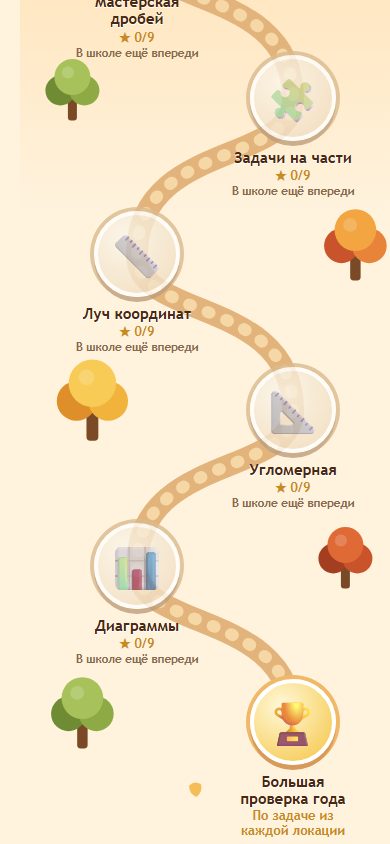 Мастерская
дробей
★ 0/9
В школе ещё впереди
Задачи на части
★ 0/9
В школе ещё впереди
Луч координат
★ 0/9
В школе ещё впереди
Угломерная
★ 0/9
В школе ещё впереди
Диаграммы
★ 0/9
В школе ещё впереди
Большая
проверка года
По задаче из
каждой локации